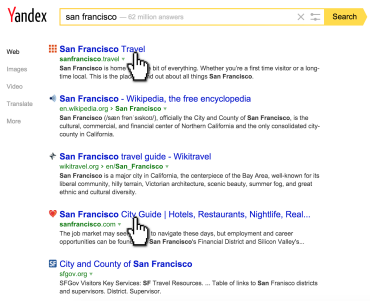 Yandex
san francisco — 62 million answers
Search
Web
Images
Video
Translate
More
San Francisco Travel
sanfrancisco.travel
San Francisco is home to a bit of everything. Whether you're a first time visitor or a long-
time local. This is the place to find out about all things San Francisco.
San Francisco - Wikipedia, the free encyclopedia
en.wikipedia.org › San Francisco
San Francisco (/sæn frənˈsɪskoʊ/), officially the City and County of San Francisco, is the
cultural, commercial, and financial center of Northern California and the only consolidated city-
county in California.
San Francisco travel guide - Wikitravel
wikitravel.org › en/San_Francisco
San Francisco is a major city in California, the centerpiece of the Bay Area, well-known for its
liberal community, hilly terrain, Victorian architecture, scenic beauty, summer fog, and great
ethnic and cultural diversity.
San Francisco City Guide | Hotels, Restaurants, Nightlife, Real...
sanfrancisco.com
The job market may seem to navigate these days, but employment and career
opportunities can be found San Francisco's Financial District and Silicon Valley's...
SF City and County of San Francisco
sfgov.org
SFGov Visitors Key Services: SF Travel Resources. ... Table of links to San Franisco districts
and supervisors. District. Supervisor.